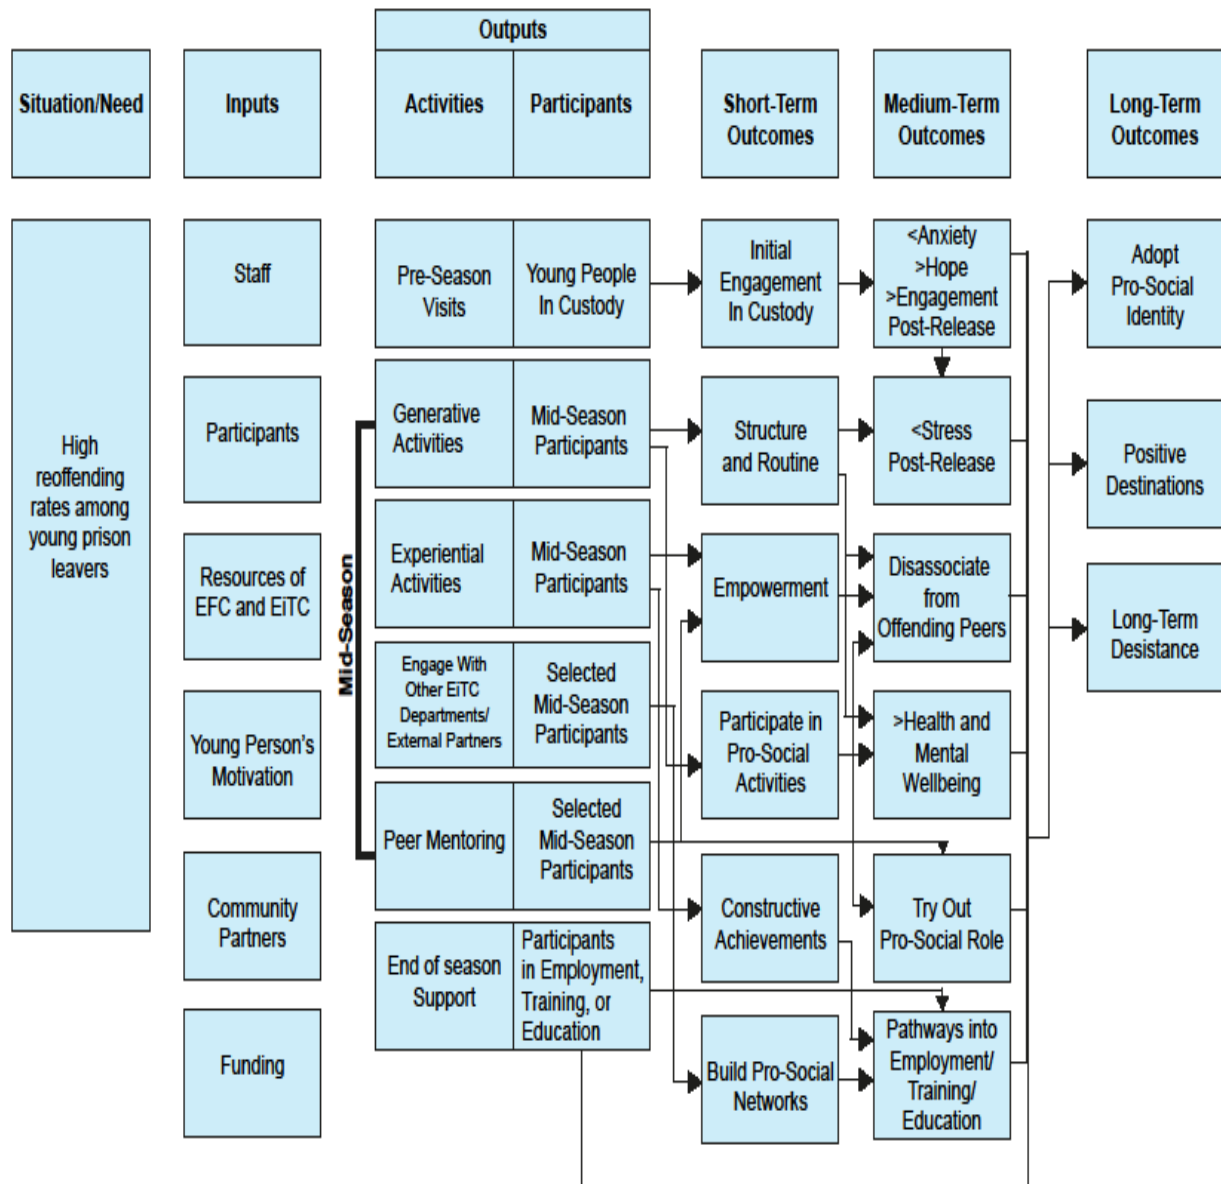 Outputs
Situation/Need
Inputs
Activities
Participants
Short-Term
Outcomes
Medium-Term
Outcomes
Long-Term
Outcomes
High
reoffending
rates among
young prison
leavers
Staff
Participants
Resources of
EFC and EiTC
Young Person's
Motivation
Community
Partners
Funding
Mid-Season
Pre-Season
Visits
Young People
In Custody
Generative
Activities
Mid-Season
Participants
Experiential
Activities
Mid-Season
Participants
Engage With
Other EiTC
Departments/
External Partners
Selected
Mid-Season
Participants
Peer Mentoring
Selected
Mid-Season
Participants
End of season
Support
Participants
in Employment,
Training, or
Education
Initial
Engagement
In Custody
Structure
and Routine
Empowerment
Participate in
Pro-Social
Activities
Constructive
Achievements
Build Pro-Social
Networks
<Anxiety
>Hope
>Engagement
Post-Release
<Stress
Post-Release
Disassociate
from
Offending Peers
>Health and
Mental
Wellbeing
Try Out
Pro-Social Role
Pathways into
Employment/
Training/
Education
Adopt
Pro-Social
Identity
Positive
Destinations
Long-Term
Desistance